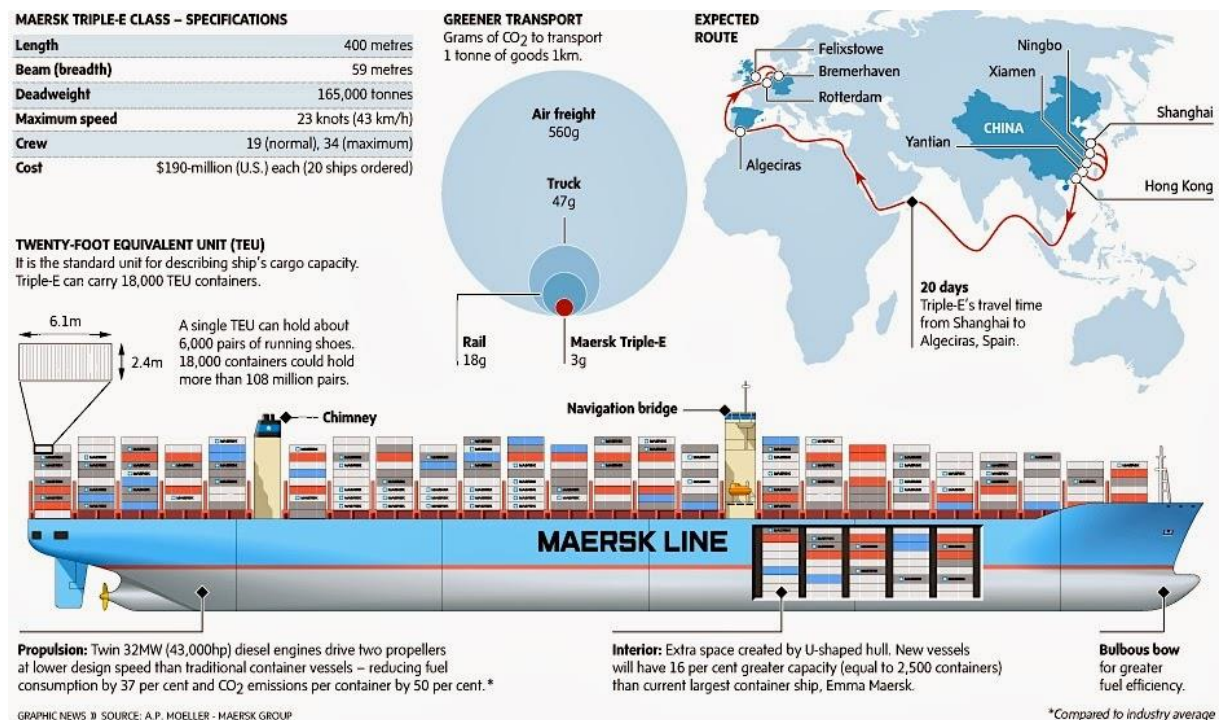 MAERSK TRIPLE-E CLASS – SPECIFICATIONS
Length 400 metres
Beam (breadth) 59 metres
Deadweight 165,000 tonnes
Maximum speed 23 knots (43 km/h)
Crew 19 (normal), 34 (maximum)
Cost $190-million (U.S.) each (20 ships ordered)
TWENTY-FOOT EQUIVALENT UNIT (TEU)
It is the standard unit for describing ship's cargo capacity.
Triple-E can carry 18,000 TEU containers.
6.1m
2.4m
A single TEU can hold about
6,000 pairs of running shoes.
18,000 containers could hold
more than 108 million pairs.
GREENER TRANSPORT
Grams of CO2 to transport
1 tonne of goods 1km.
Air freight
560g
Truck
47g
Rail
18g
Maersk Triple-E
3g
EXPECTED
ROUTE
Felixstowe
Bremerhaven
Rotterdam
Algeciras
Ningbo
Xiamen
Shanghai
CHINA
Yantian
Hong Kong
20 days
Triple-E's travel time
from Shanghai to
Algeciras, Spain.
Chimney
Navigation bridge
MAERSK LINE
Propulsion: Twin 32MW (43,000hp) diesel engines drive two propellers
at lower design speed than traditional container vessels – reducing fuel
consumption by 37 per cent and CO2 emissions per container by 50 per cent.*
Interior: Extra space created by U-shaped hull. New vessels
will have 16 per cent greater capacity (equal to 2,500 containers)
than current largest container ship, Emma Maersk.
Bulbous bow
for greater
fuel efficiency.
GRAPHIC NEWS » SOURCE: A.P. MOELLER - MAERSK GROUP
*Compared to industry average